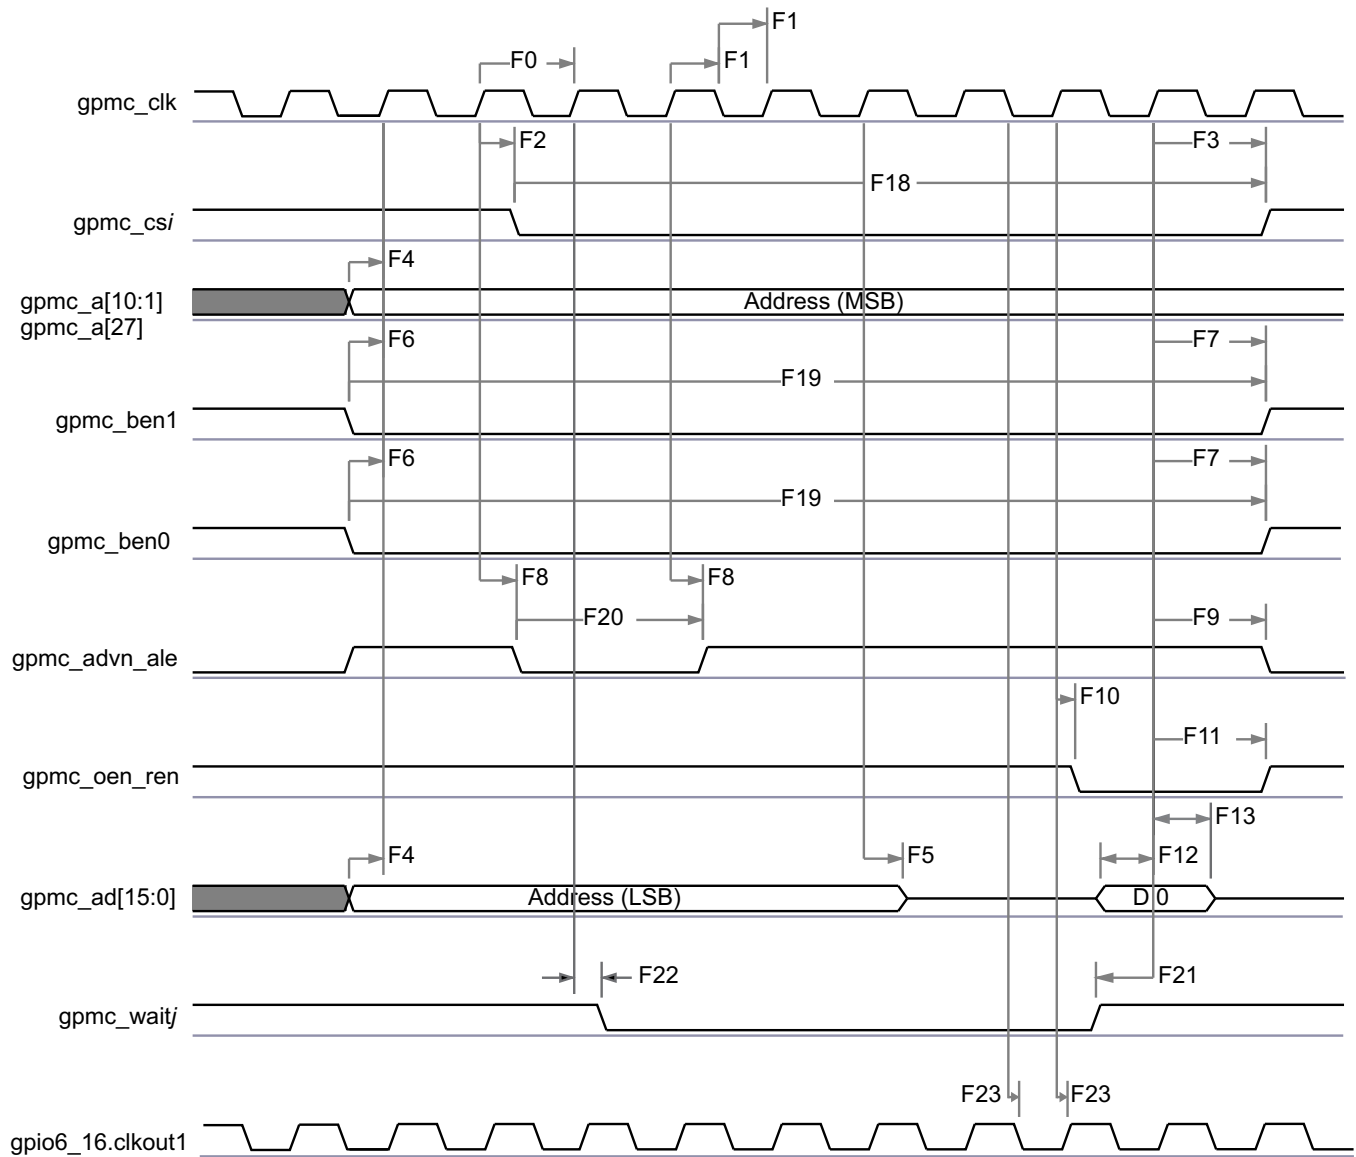 F1
F0
F1
gpmc_clk
F2
F3
F18
gpmc_csi
F4
gpmc_a[10:1]
Address (MSB)
gpmc_a[27]
F6
F7
F19
gpmc_ben1
F6
F7
F19
gpmc_ben0
F8
F8
F20
F9
gpmc_advn_ale
F10
F11
gpmc_oen_ren
F13
F4
F5
F12
gpmc_ad[15:0]
Address (LSB)
D 0
F22
F21
gpmc_waitj
F23
F23
gpio6_16.clkout1